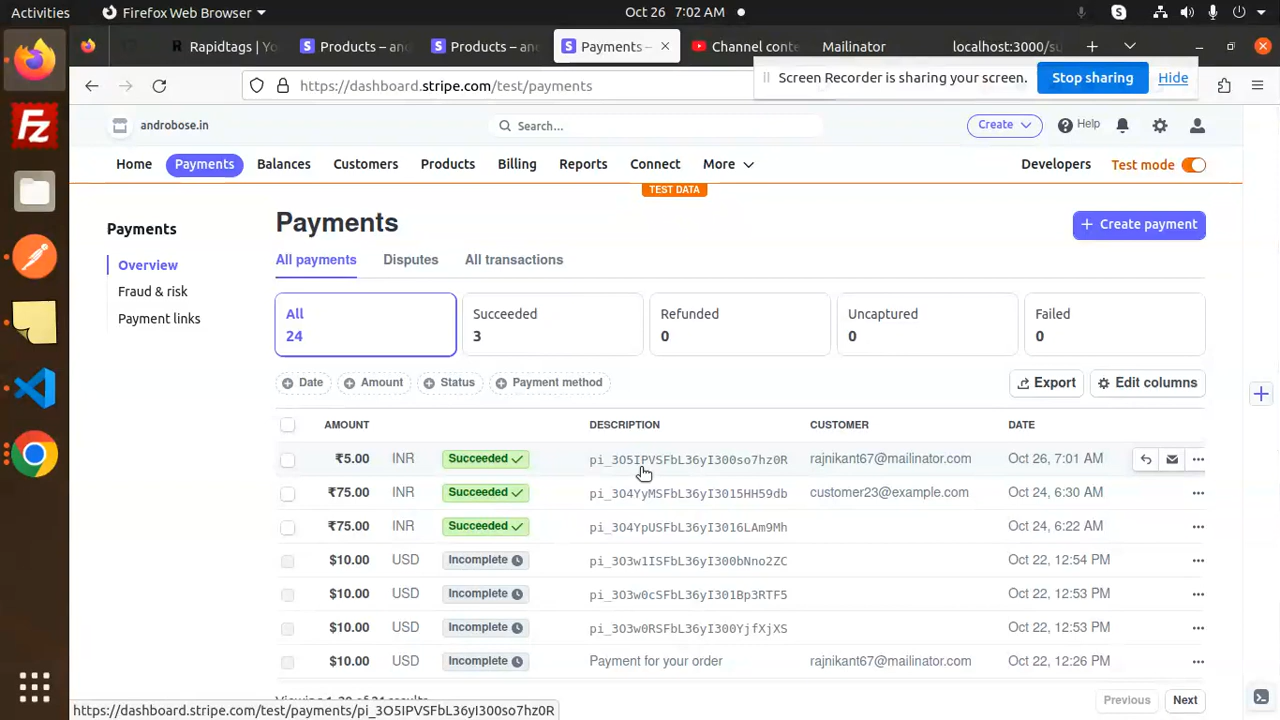 Activities
Firefox Web Browser
Oct 26 7:02 AM
Rapidtags | Yo
Products – an
Products – an
Payments –
Channel conte
Mailinator
localhost:3000/su
https://dashboard.stripe.com/test/payments
Screen Recorder is sharing your screen.
Stop sharing
Hide
androbose.in
Search...
Create
Help
Home
Payments
Balances
Customers
Products
Billing
Reports
Connect
More
Developers
Test mode
TEST DATA
Payments
Overview
Fraud & risk
Payment links
Payments
Create payment
All payments
Disputes
All transactions
All
24
Succeeded
3
Refunded
0
Uncaptured
0
Failed
0
Date
Amount
Status
Payment method
Export
Edit columns
AMOUNT DESCRIPTION CUSTOMER DATE
₹5.00 INR Succeeded pi_3O5IPVSFbL36yI300so7hz0R rajnikant67@mailinator.com Oct 26, 7:01 AM
₹75.00 INR Succeeded pi_3O4YyMSFbL36yI3015HH59db customer23@example.com Oct 24, 6:30 AM
₹75.00 INR Succeeded pi_3O4YpUSFbL36yI3016LAm9Mh Oct 24, 6:22 AM
$10.00 USD Incomplete pi_3O3w1ISFbL36yI300bNno2ZC Oct 22, 12:54 PM
$10.00 USD Incomplete pi_3O3w0cSFbL36yI301Bp3RTF5 Oct 22, 12:53 PM
$10.00 USD Incomplete pi_3O3w0RSFbL36yI300YjfXjXS Oct 22, 12:53 PM
$10.00 USD Incomplete Payment for your order rajnikant67@mailinator.com Oct 22, 12:26 PM
Previous
Next
https://dashboard.stripe.com/test/payments/pi_3O5IPVSFbL36yI300so7hz0R